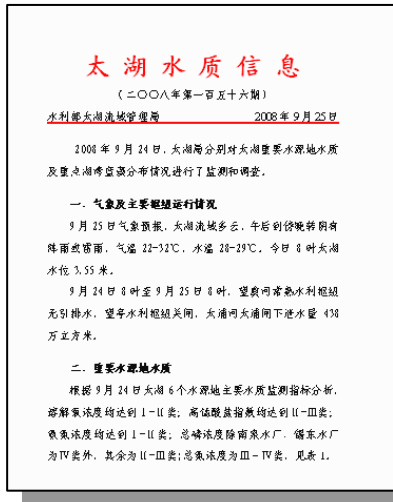 太湖水质信息
(二〇〇八年第一百五十六期)
水利部太湖流域管理局 2008年9月25日
2008年9月24日，太湖局分别对太湖重要水源地水质
及重点湖湾蓝藻分布情况进行了监测和调查。
一、气象及主要枢纽运行情况
9月25日气象预报，太湖流域多云，午后到傍晚转阴有
阵雨或雷雨，气温22-32℃，水温28-29℃。今日8时太湖
水位3.55米。
9月24日8时至9月25日8时，望虞河常熟水利枢纽
无引排水，望亭水利枢纽关闸，太浦河太浦闸下泄水量438
万立方米。
二、重要水源地水质
根据9月24日太湖6个水源地主要水质监测指标分析，
溶解氧浓度均达到I-II类；高锰酸盐指数均达到II-III类；
氨氮浓度均达到I-II类；总磷浓度除南泉水厂、锡东水厂
为IV类外，其余为II-III类；总氮浓度为III-IV类，见表1。